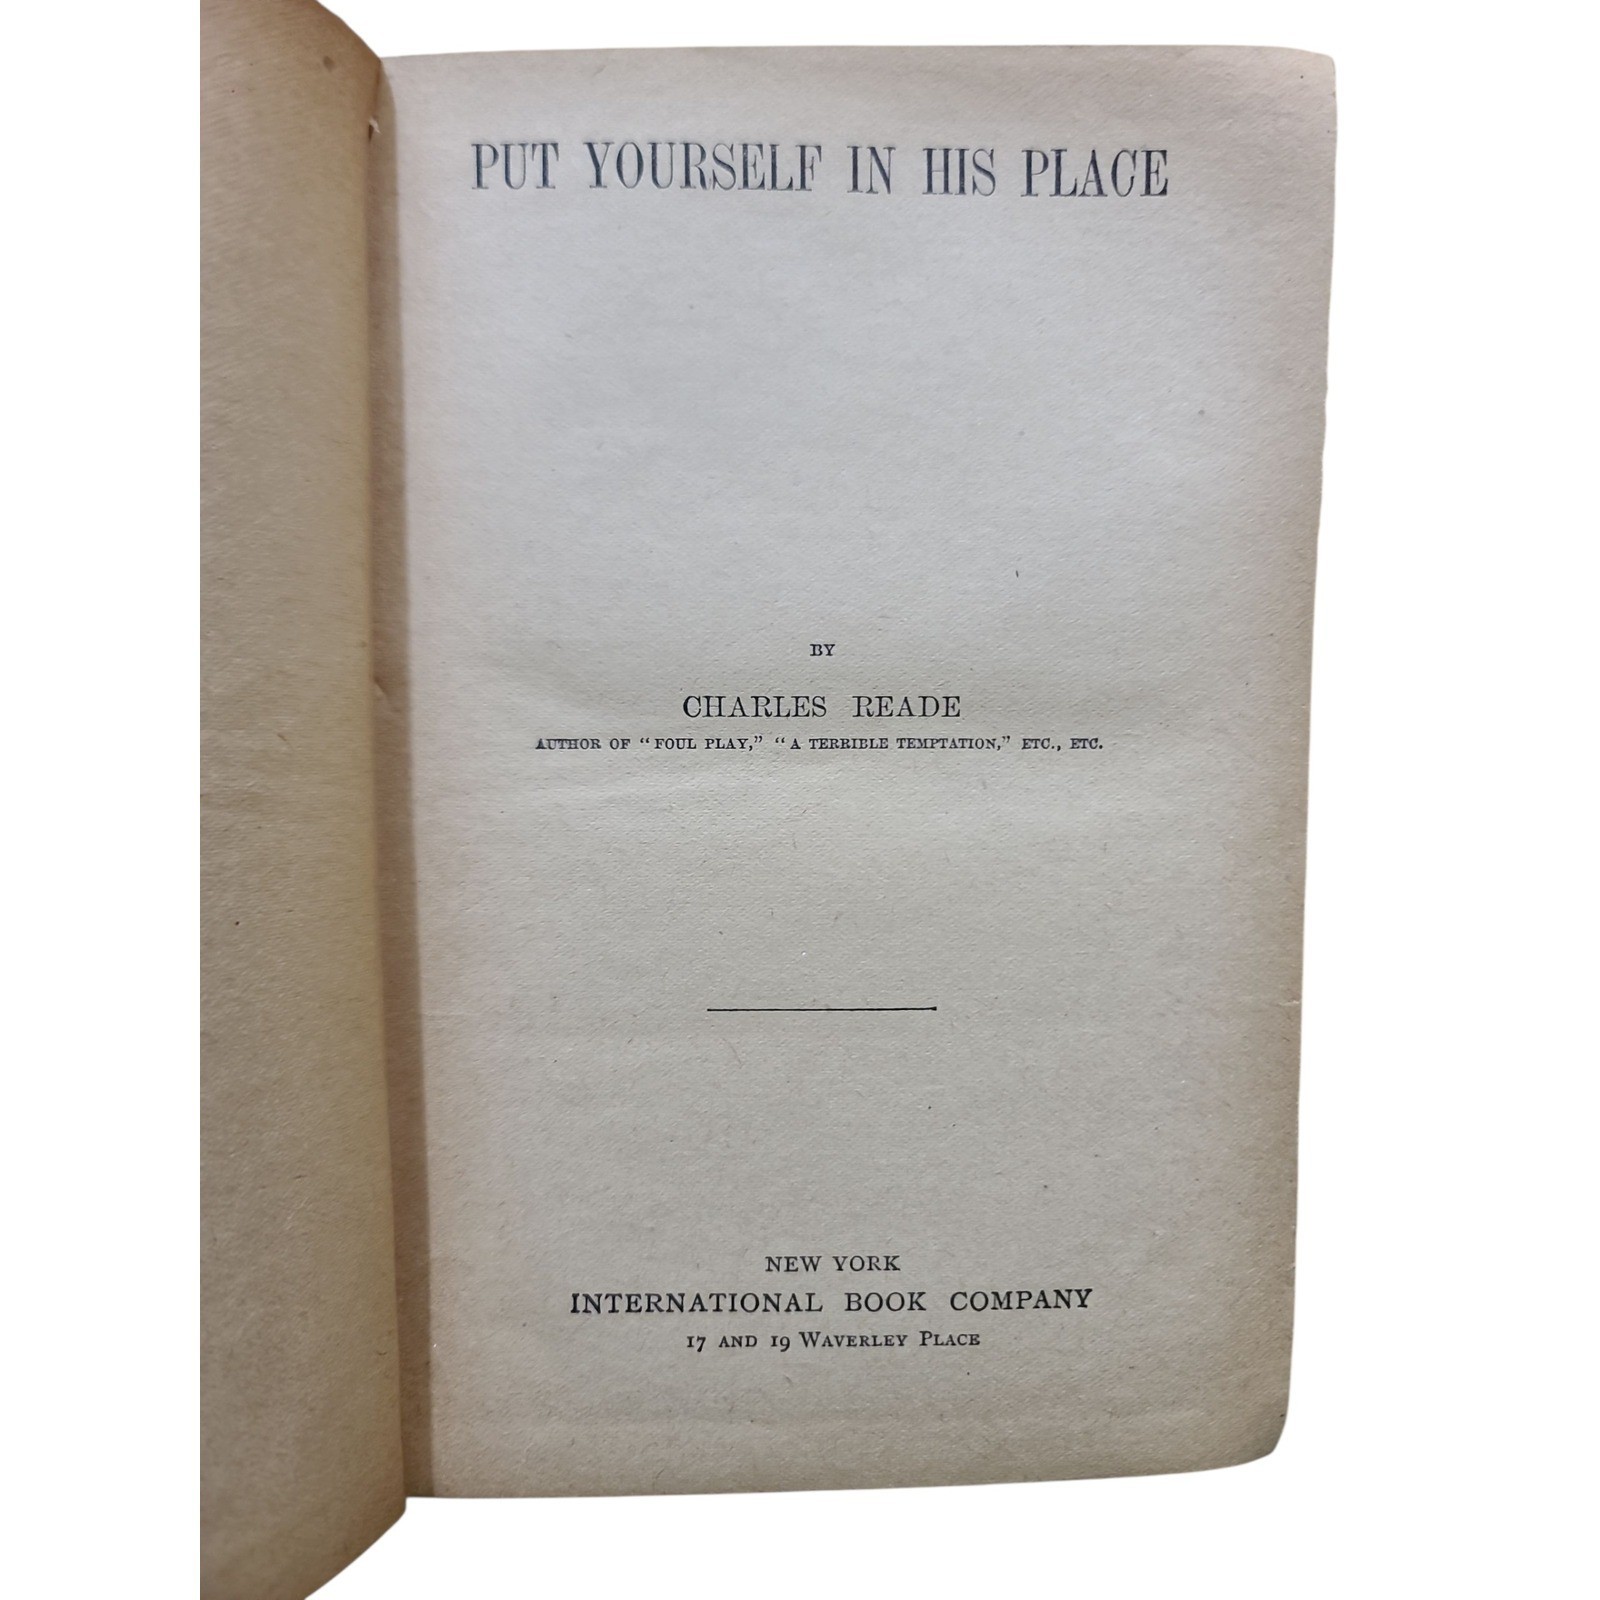 PUT YOURSELF IN HIS PLACE
BY
CHARLES READE
AUTHOR OF “FOUL PLAY,” “A TERRIBLE TEMPTATION,” ETC., ETC.
NEW YORK
INTERNATIONAL BOOK COMPANY
17 AND 19 WAVERLEY PLACE